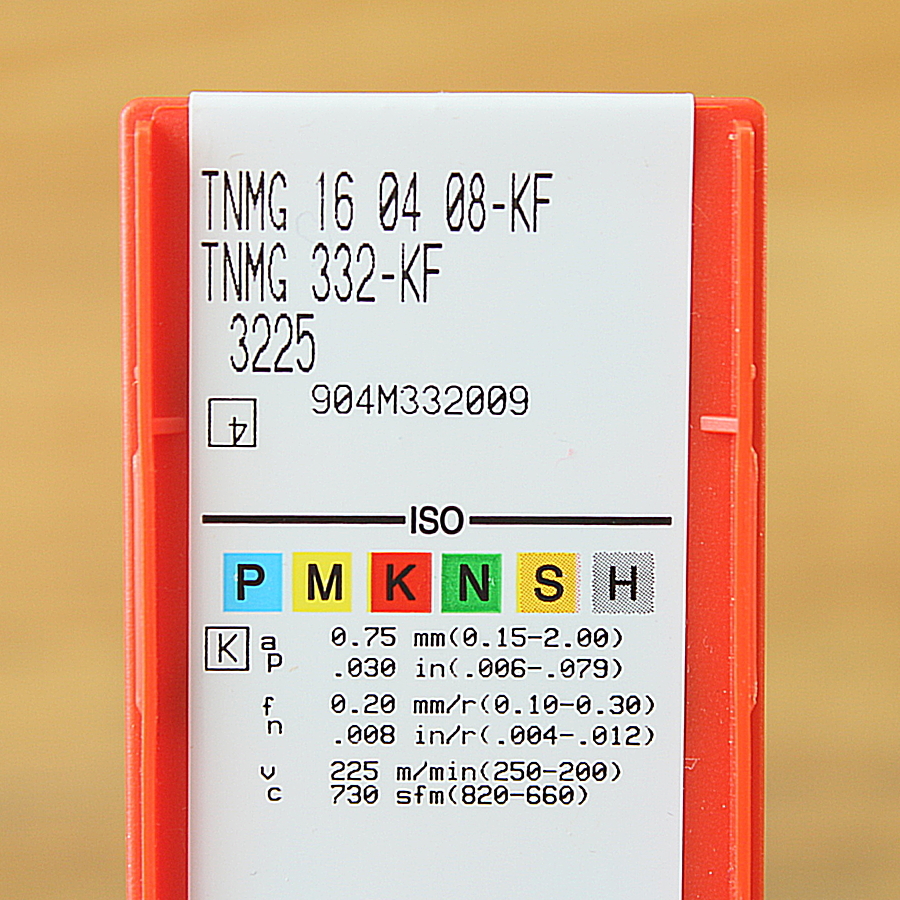 TNMG 16 04 08-KF
TNMG 332-KF
3225
904M332009
4
ISO
P M K N S H
K ap 0.75 mm(0.15-2.00)
.030 in(.006-.079)
fn 0.20 mm/r(0.10-0.30)
.008 in/r(.004-.012)
vc 225 m/min(250-200)
730 sfm(820-660)